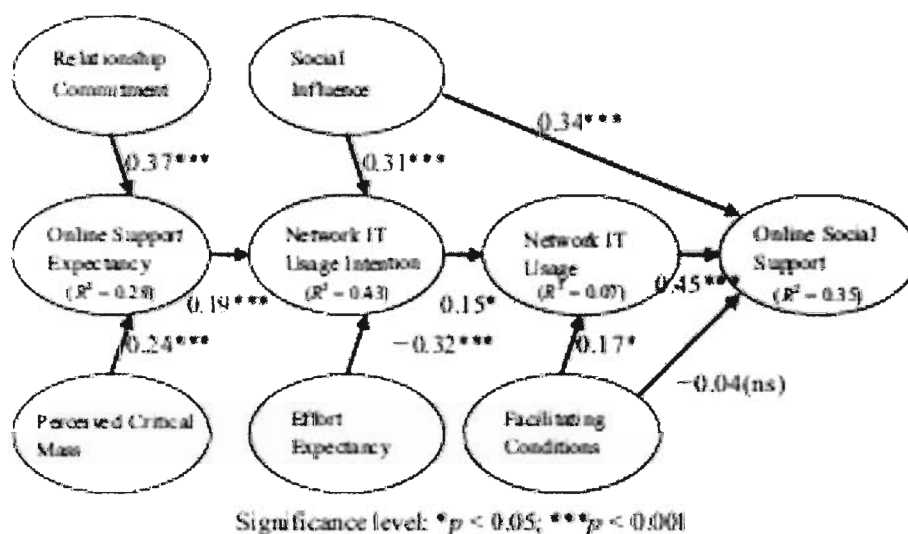 Relationship
Commitment
Social
Influence
0.34***
0.37***
0.31***
Online Support
Expectancy
(R² = 0.28)
Network IT
Usage Intention
(R² = 0.43)
Network IT
Usage
(R² = 0.07)
Online Social
Support
(R² = 0.35)
0.19***
0.15*
0.45***
0.24***
−0.32***
0.17*
−0.04(ns)
Perceived Critical
Mass
Effort
Expectancy
Facilitating
Conditions
Significance level: *p < 0.05; ***p < 0.001